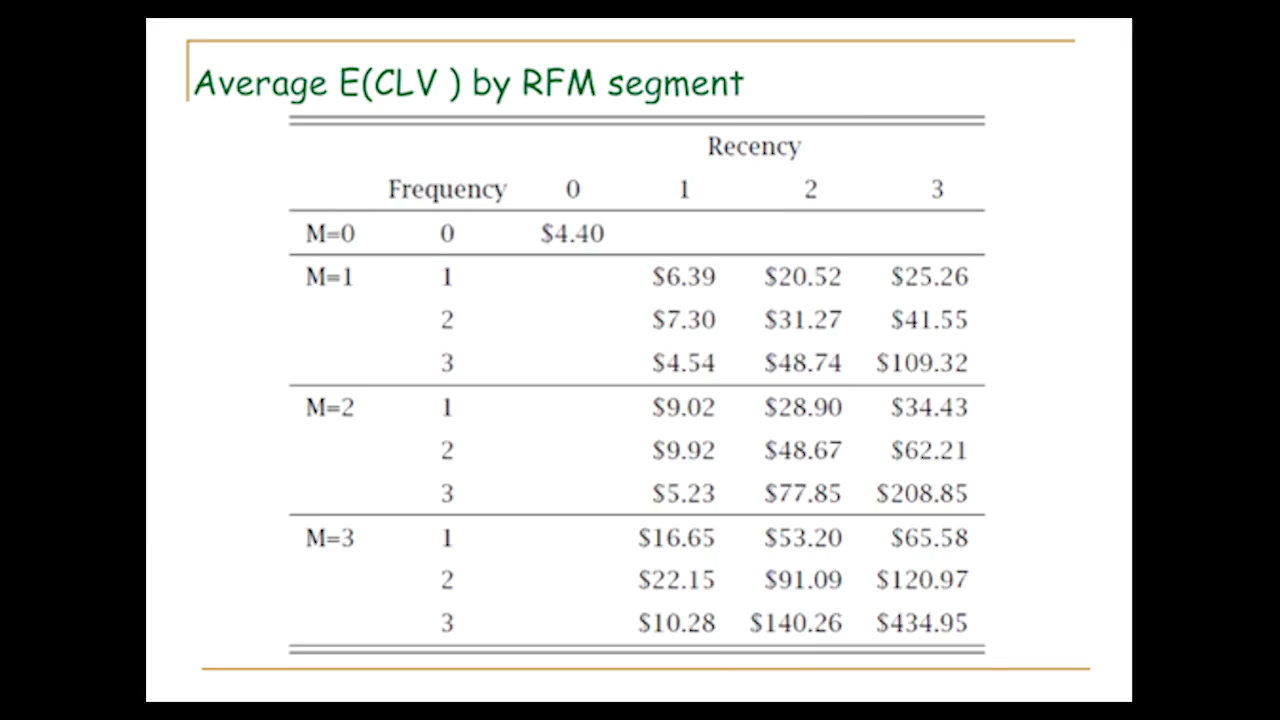 Average E(CLV ) by RFM segment
Recency
Frequency 0 1 2 3
M=0 0 $4.40
M=1 1 $6.39 $20.52 $25.26
2 $7.30 $31.27 $41.55
3 $4.54 $48.74 $109.32
M=2 1 $9.02 $28.90 $34.43
2 $9.92 $48.67 $62.21
3 $5.23 $77.85 $208.85
M=3 1 $16.65 $53.20 $65.58
2 $22.15 $91.09 $120.97
3 $10.28 $140.26 $434.95